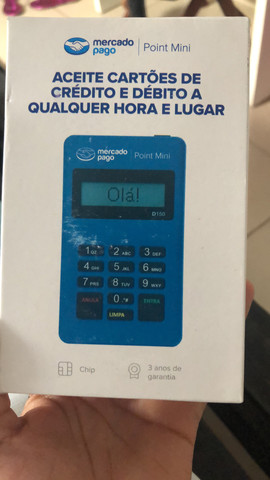 mercado
pago
Point Mini
ACEITE CARTÕES DE
CRÉDITO E DÉBITO A
QUALQUER HORA E LUGAR
mercado
pago
Point Mini
Olá!
D150
1 QZ 2 ABC 3 DEF
4 GHI 5 JKL 6 MNO
7 PRS 8 TUV 9 WXY
ANULA 0 .*# ENTRA
LIMPA
Chip
3 anos de
garantia